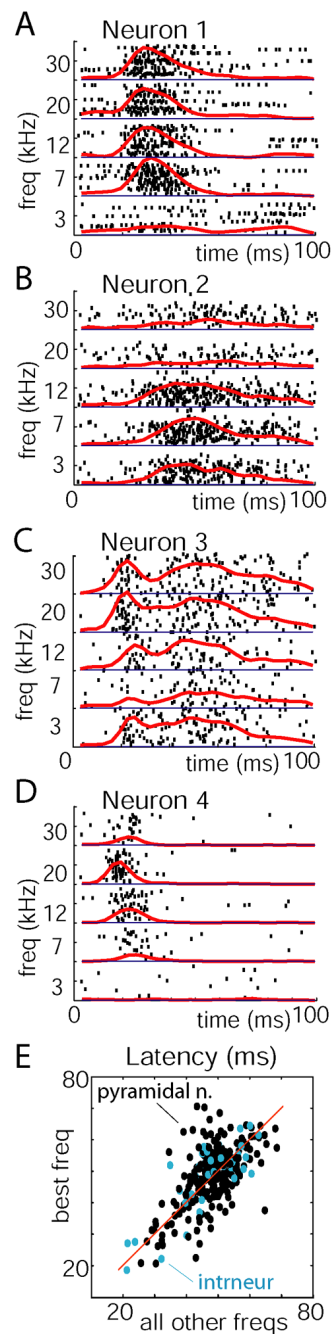 A
Neuron 1
30
20
12
7
3
freq (kHz)
0
time (ms)
100
B
Neuron 2
30
20
12
7
3
freq (kHz)
0
time (ms)
100
C
Neuron 3
30
20
12
7
3
freq (kHz)
0
time (ms)
100
D
Neuron 4
30
20
12
7
3
freq (kHz)
0
time (ms)
100
E
Latency (ms)
80
pyramidal n.
best freq
20
intrneur
20
80
all other freqs